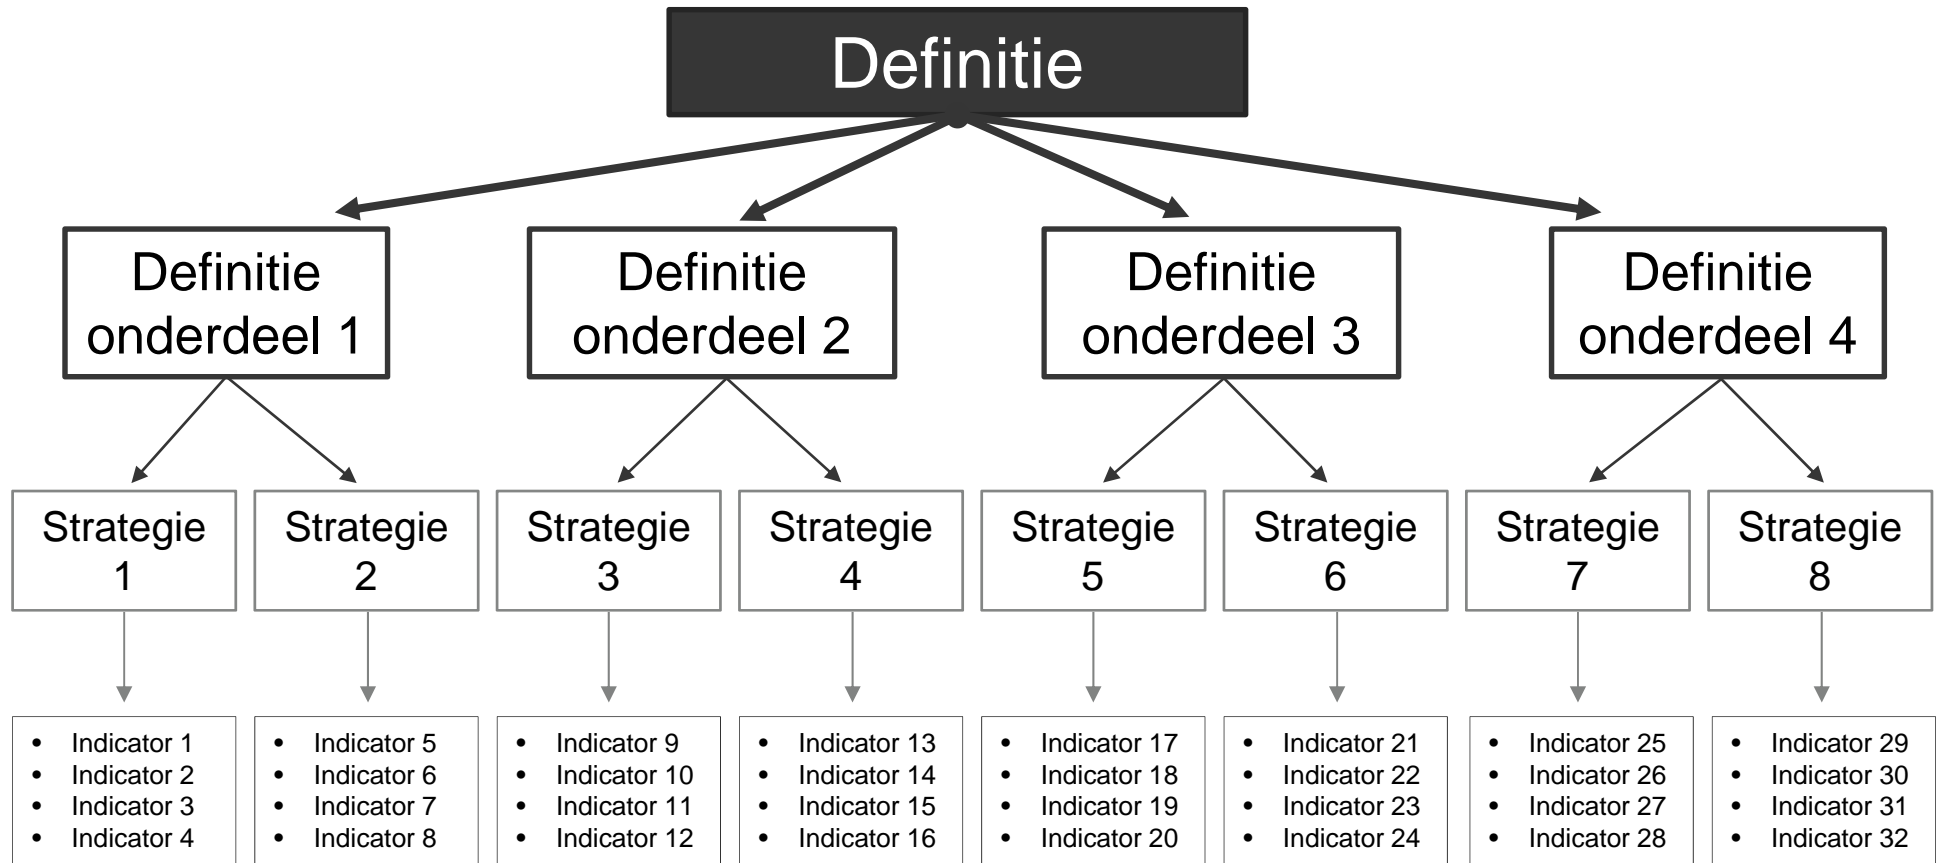 Definitie
Definitie
onderdeel 1
Definitie
onderdeel 2
Definitie
onderdeel 3
Definitie
onderdeel 4
Strategie
1
Strategie
2
Strategie
3
Strategie
4
Strategie
5
Strategie
6
Strategie
7
Strategie
8
• Indicator 1
• Indicator 2
• Indicator 3
• Indicator 4
• Indicator 5
• Indicator 6
• Indicator 7
• Indicator 8
• Indicator 9
• Indicator 10
• Indicator 11
• Indicator 12
• Indicator 13
• Indicator 14
• Indicator 15
• Indicator 16
• Indicator 17
• Indicator 18
• Indicator 19
• Indicator 20
• Indicator 21
• Indicator 22
• Indicator 23
• Indicator 24
• Indicator 25
• Indicator 26
• Indicator 27
• Indicator 28
• Indicator 29
• Indicator 30
• Indicator 31
• Indicator 32